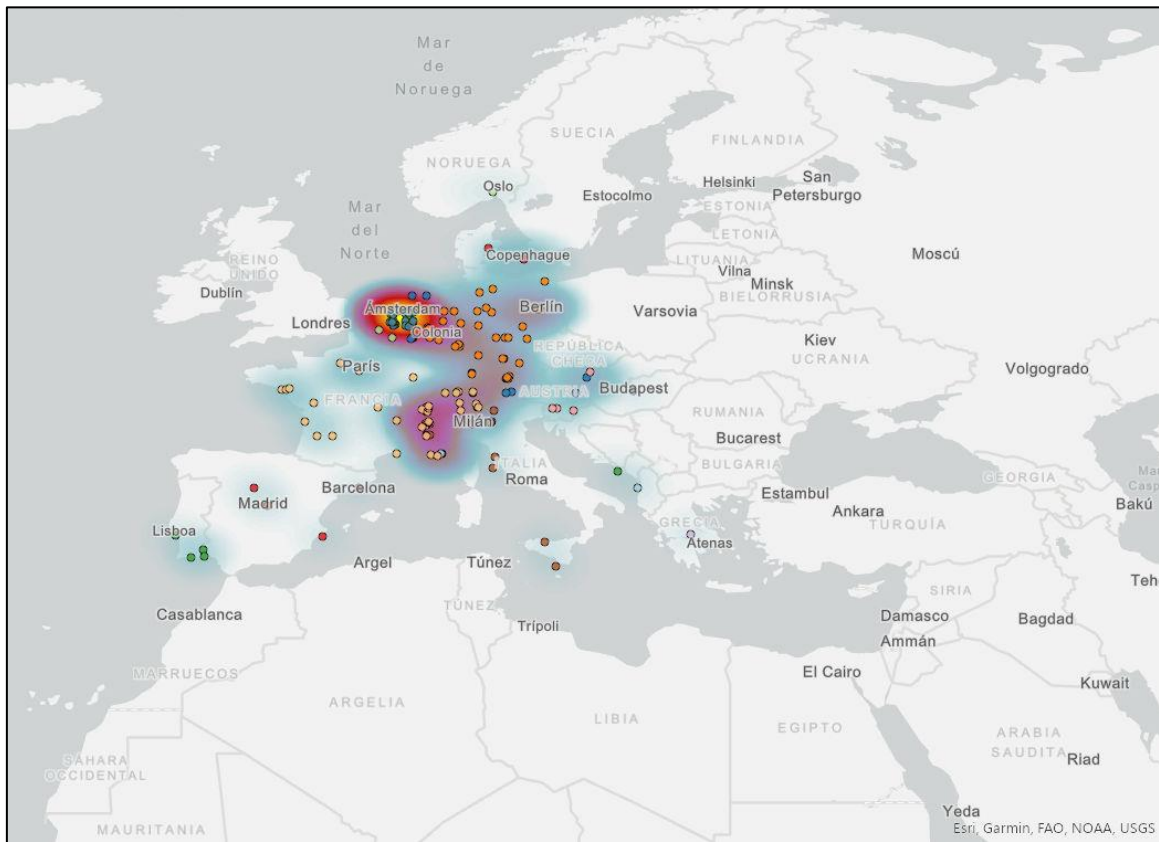 Mar
de
Noruega
SUECIA
FINLANDIA
NORUEGA
Oslo
Helsinki
San
Petersburgo
Estocolmo
ESTONIA
Mar
del
Norte
LETONIA
Moscú
REINO
UNIDO
Copenhague
LITUANIA
Vilna
Minsk
BIELORRUSIA
Dublín
Ámsterdam
Berlín
Varsovia
Londres
Colonia
Kiev
UCRANIA
REPÚBLICA
CHECA
París
Volgogrado
FRANCIA
AUSTRIA
Budapest
RUMANIA
Milán
Bucarest
ITALIA
BULGARIA
GEORGIA
Roma
Barcelona
Madrid
Estambul
Ankara
TURQUÍA
Bakú
Mar
Casp
Lisboa
GRECIA
Atenas
Argel
Túnez
Teh
SIRIA
Casablanca
TÚNEZ
Trípoli
Damasco
Ammán
Bagdad
MARRUECOS
El Cairo
Kuwait
ARGELIA
LIBIA
EGIPTO
ARABIA
SAUDITA
Riad
SÁHARA
OCCIDENTAL
Yeda
MAURITANIA
Esri, Garmin, FAO, NOAA, USGS